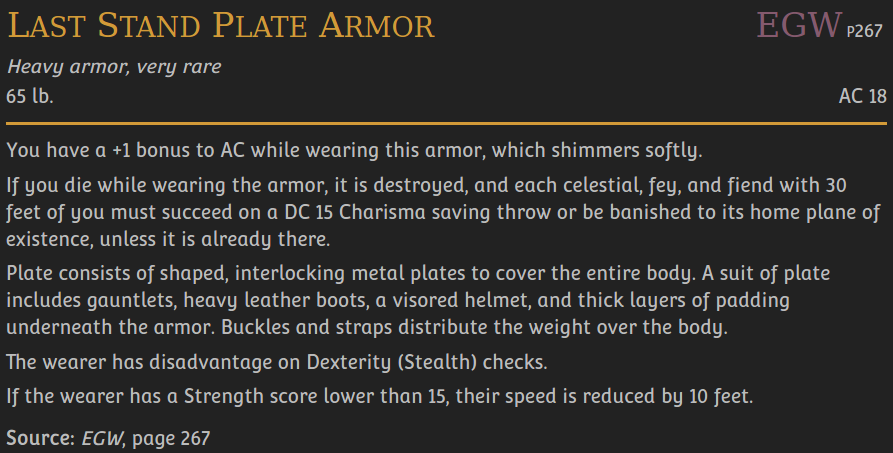 LAST STAND PLATE ARMOR EGW P267
Heavy armor, very rare
65 lb. AC 18
You have a +1 bonus to AC while wearing this armor, which shimmers softly.
If you die while wearing the armor, it is destroyed, and each celestial, fey, and fiend with 30
feet of you must succeed on a DC 15 Charisma saving throw or be banished to its home plane of
existence, unless it is already there.
Plate consists of shaped, interlocking metal plates to cover the entire body. A suit of plate
includes gauntlets, heavy leather boots, a visored helmet, and thick layers of padding
underneath the armor. Buckles and straps distribute the weight over the body.
The wearer has disadvantage on Dexterity (Stealth) checks.
If the wearer has a Strength score lower than 15, their speed is reduced by 10 feet.
Source: EGW, page 267